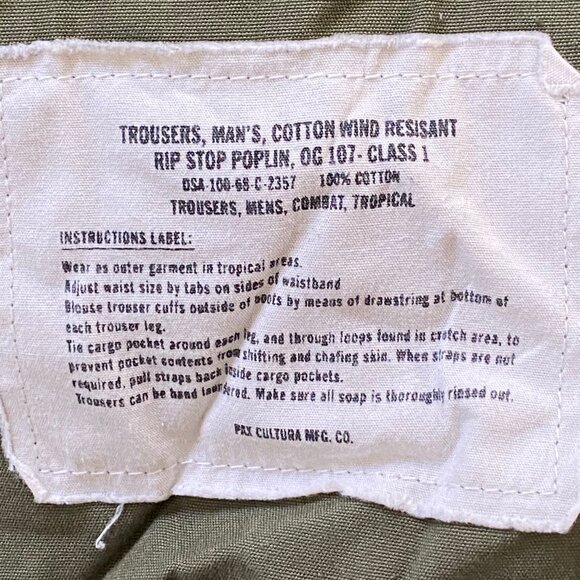 TROUSERS, MAN'S, COTTON WIND RESISANT
RIP STOP POPLIN, OG 107- CLASS 1
DSA-100-68-C-2357 100% COTTON
TROUSERS, MENS, COMBAT, TROPICAL
INSTRUCTIONS LABEL:
Wear as outer garment in tropical areas.
Adjust waist size by tabs on sides of waistband
Blouse trouser cuffs outside of boots by means of drawstring at bottom of
each trouser leg.
Tie cargo pocket around each leg, and through loops found in crotch area, to
prevent pocket contents from shifting and chafing skin. When straps are not
required, pull straps back inside cargo pockets.
Trousers can be hand laundered. Make sure all soap is thoroughly rinsed out.
PAX CULTURA MFG. CO.